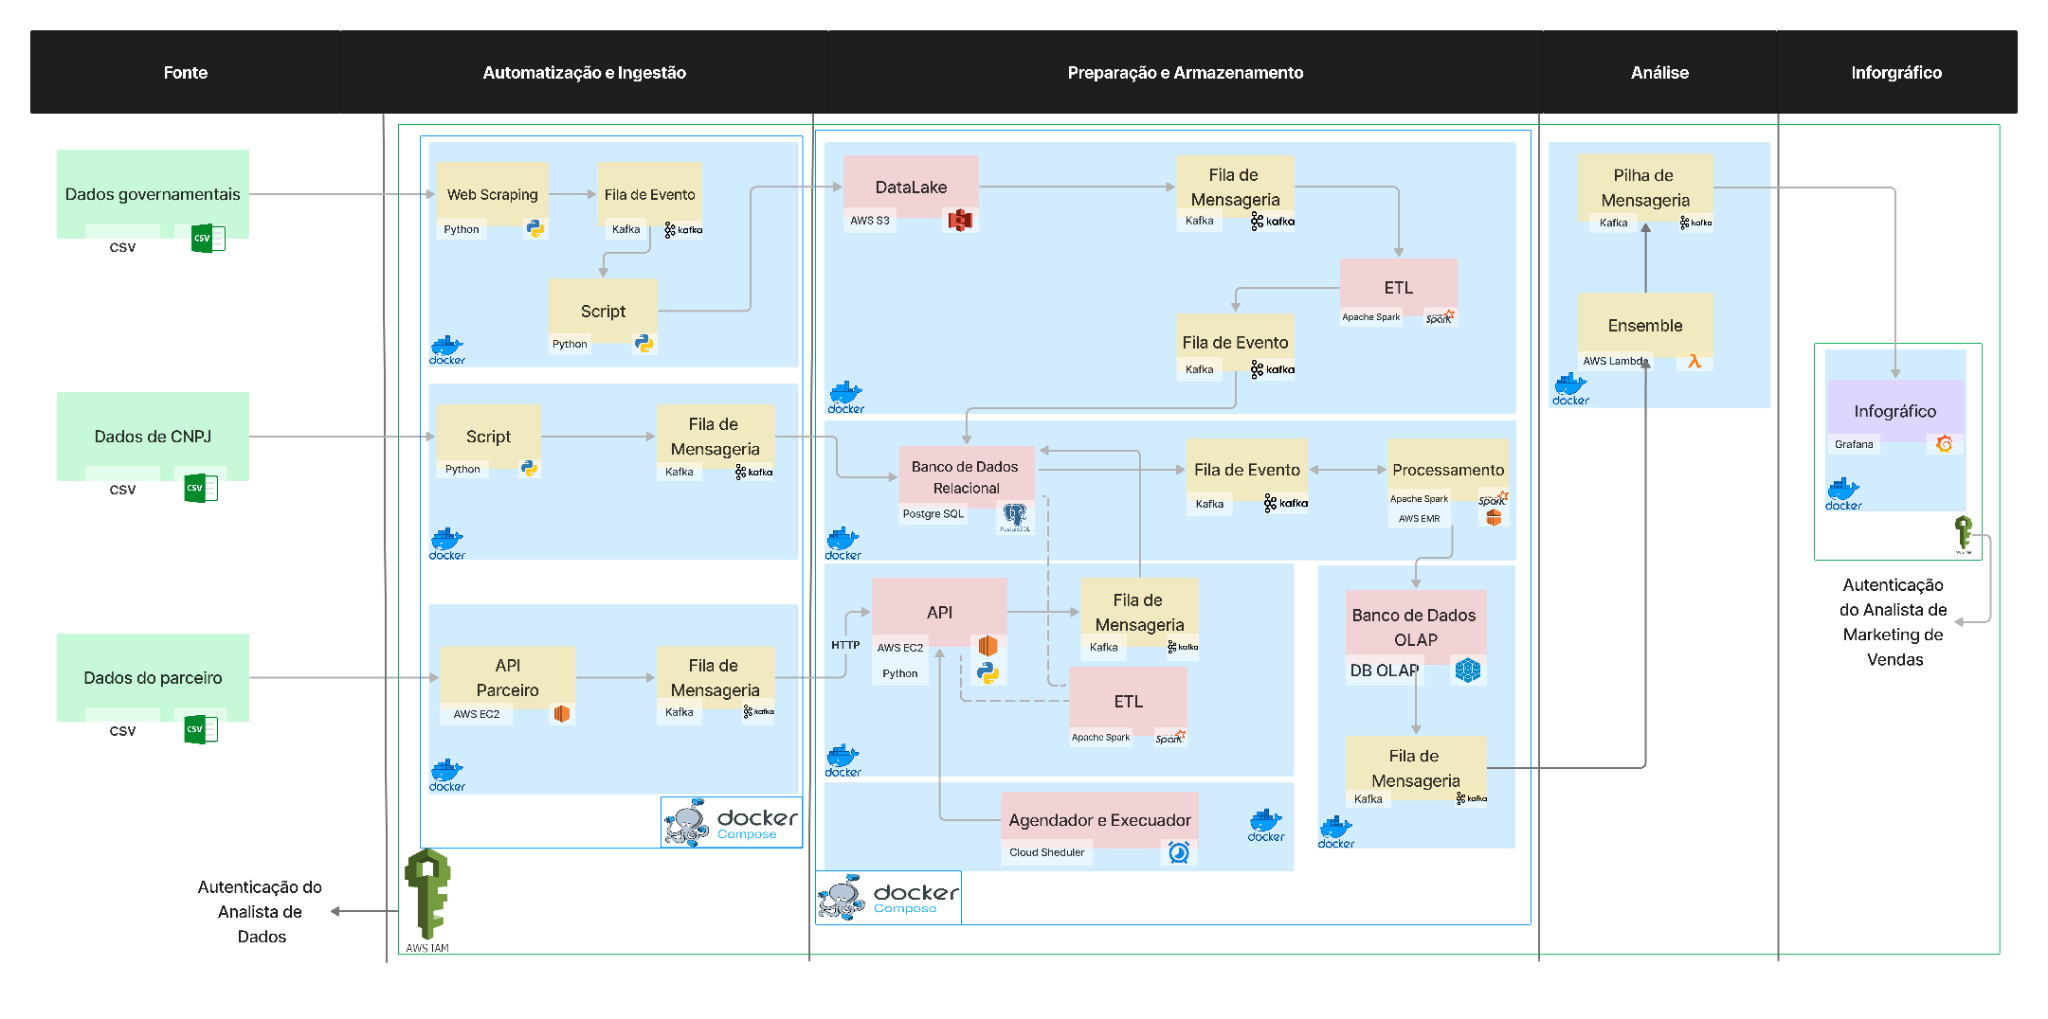 Fonte
Automatização e Ingestão
Preparação e Armazenamento
Análise
Inforgráfico
Dados governamentais
CSV
CSV
Web Scraping
Python
Fila de Evento
Kafka
kafka
Script
Python
docker
DataLake
AWS S3
Fila de
Mensageria
Kafka
kafka
ETL
Apache Spark
Spark
Fila de Evento
Kafka
kafka
docker
Pilha de
Mensageria
Kafka
kafka
Ensemble
AWS Lambda
docker
Infográfico
Grafana
docker
Autenticação
do Analista de
Marketing de
Vendas
Dados de CNPJ
CSV
CSV
Script
Python
Fila de
Mensageria
Kafka
kafka
docker
Banco de Dados
Relacional
Postgre SQL
PostgreSQL
Fila de Evento
Kafka
kafka
Processamento
Apache Spark
Spark
AWS EMR
docker
Dados do parceiro
CSV
CSV
API
Parceiro
AWS EC2
Fila de
Mensageria
Kafka
kafka
docker
HTTP
API
AWS EC2
Python
Fila de
Mensageria
Kafka
kafka
ETL
Apache Spark
Spark
docker
Banco de Dados
OLAP
DB OLAP
Fila de
Mensageria
Kafka
kafka
docker
Agendador e Execuador
Cloud Sheduler
docker
docker
Compose
docker
Compose
Autenticação do
Analista de
Dados
AWS IAM